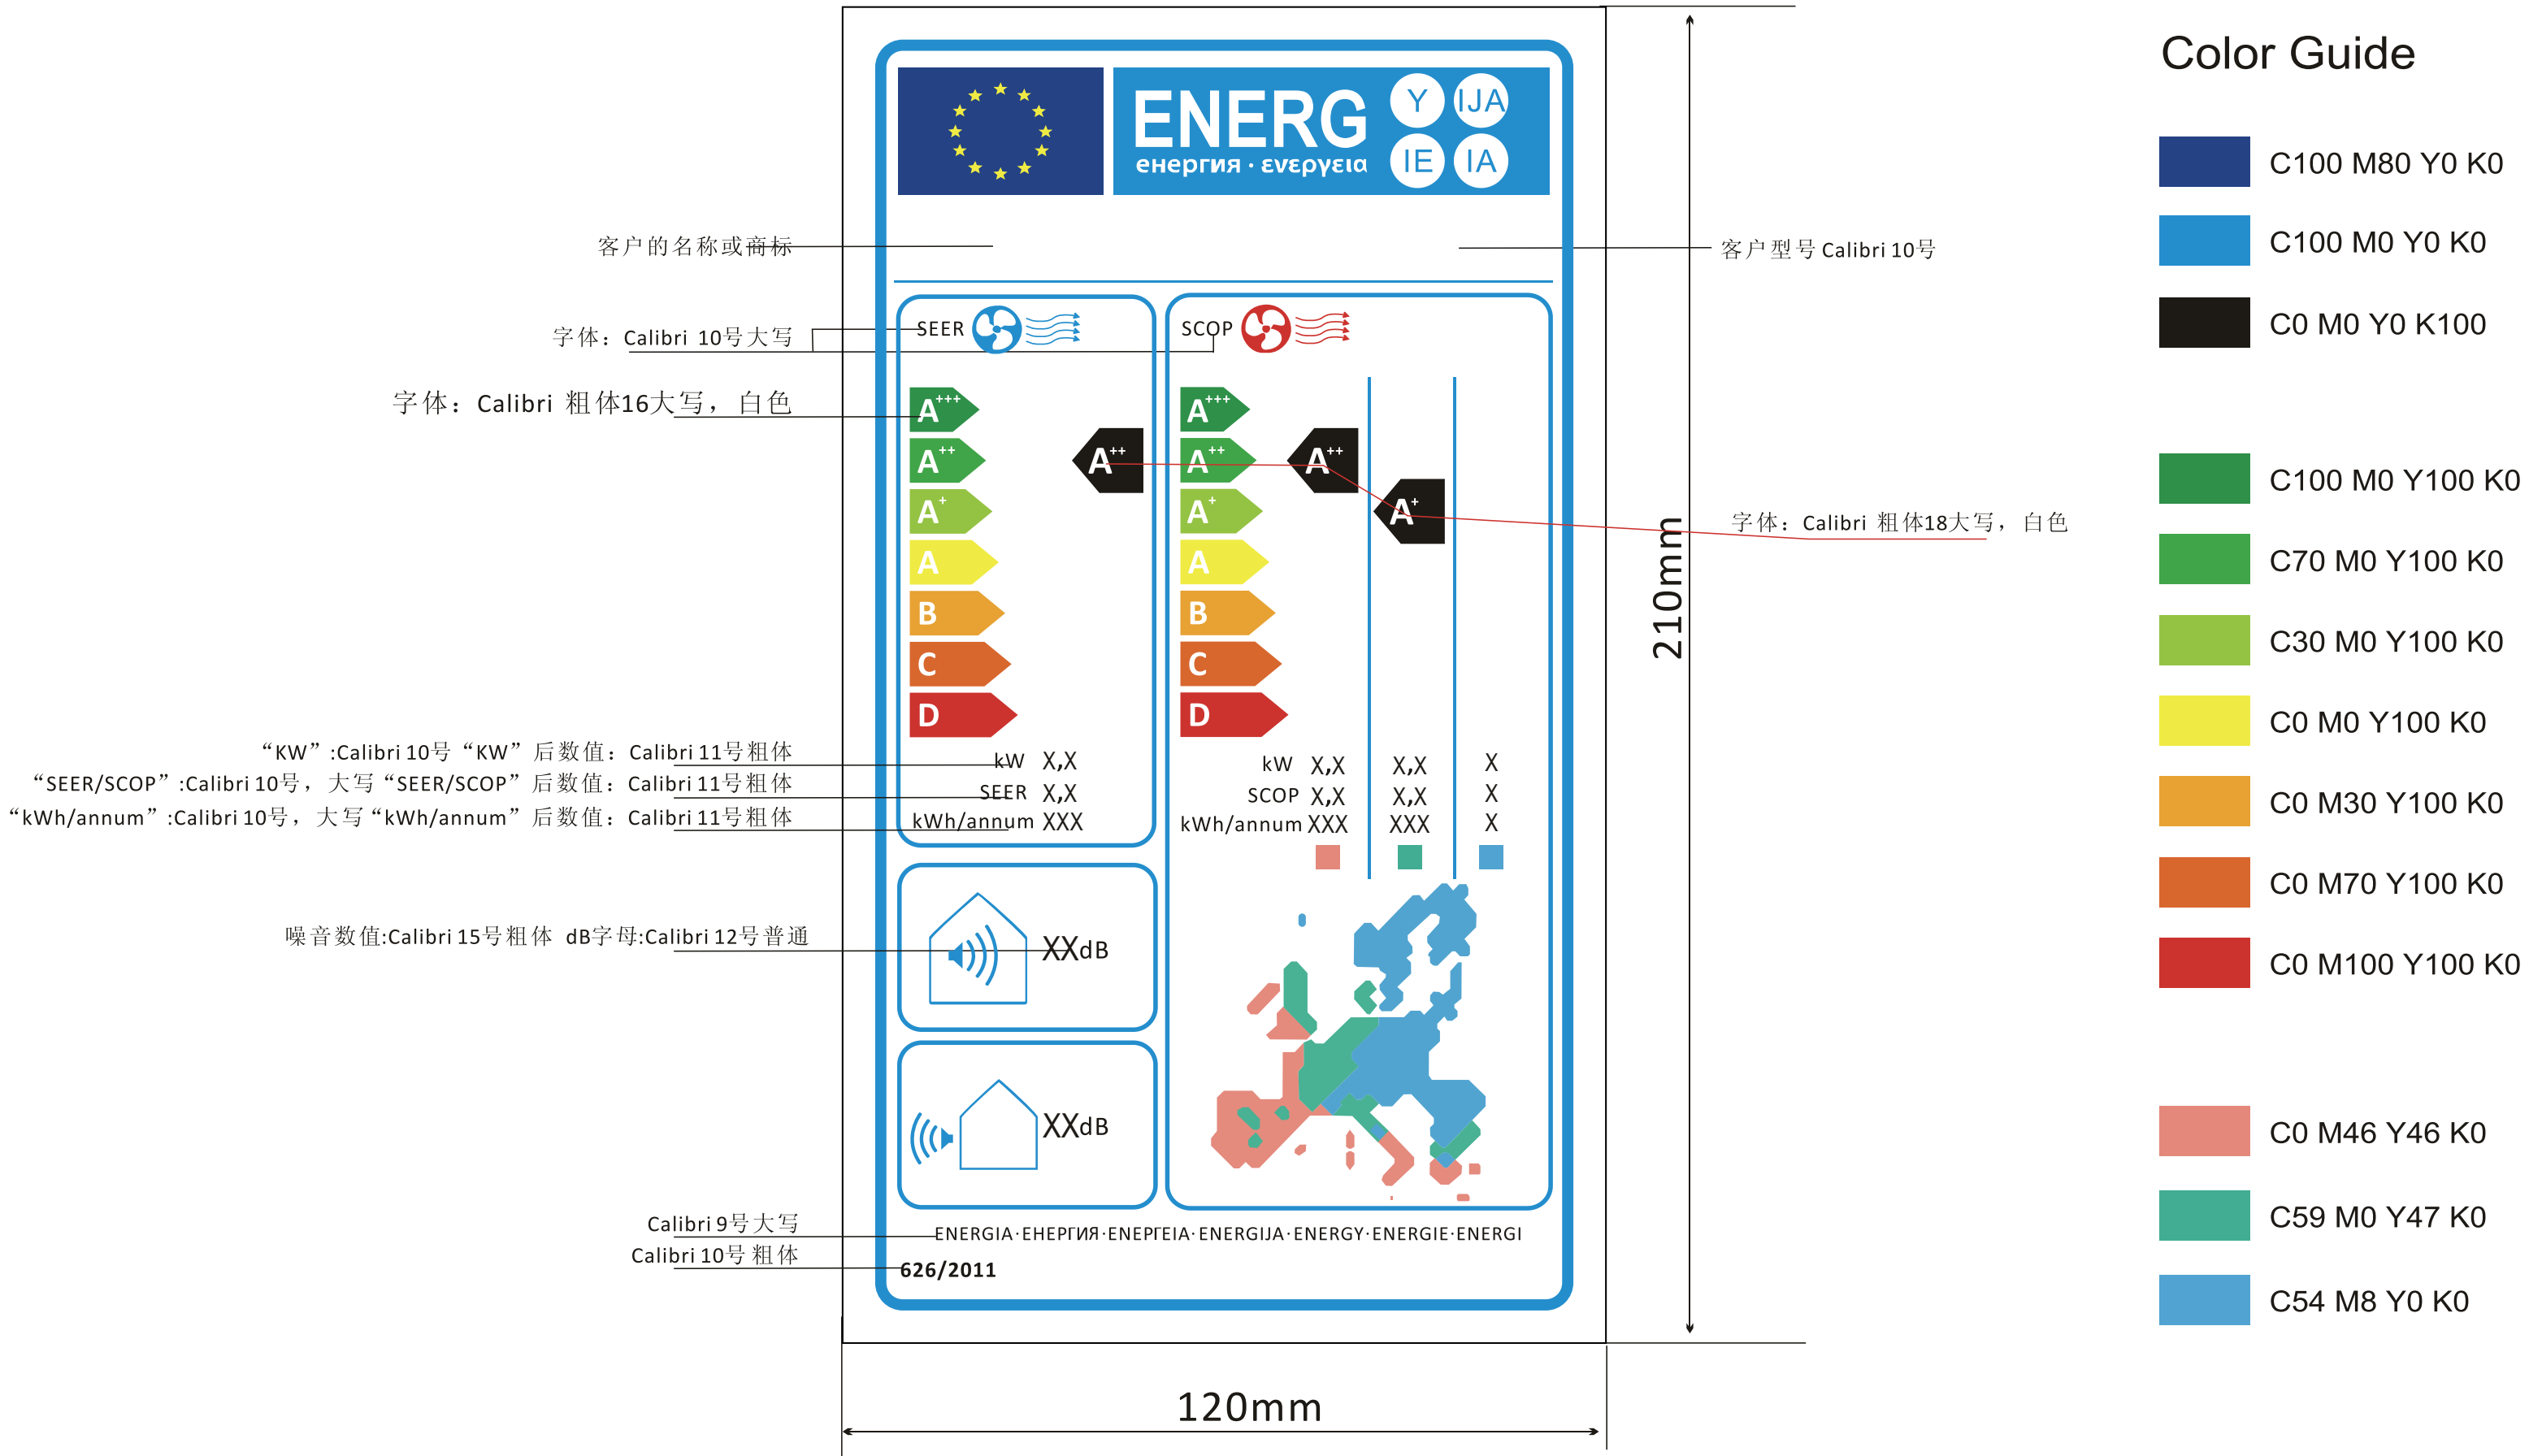 Color Guide
ENERG
енергия · ενεργεια
Y IJA
IE IA
C100 M80 Y0 K0
C100 M0 Y0 K0
C0 M0 Y0 K100
客户的名称或商标
客户型号 Calibri 10号
字体：Calibri 10号大写
SEER
SCOP
字体：Calibri 粗体16大写，白色
A+++
A++
A+
A
B
C
D
A++
A+++
A++
A+
A
B
C
D
A++
A+
字体：Calibri 粗体18大写，白色
210mm
C100 M0 Y100 K0
C70 M0 Y100 K0
C30 M0 Y100 K0
C0 M0 Y100 K0
C0 M30 Y100 K0
C0 M70 Y100 K0
C0 M100 Y100 K0
“KW”:Calibri 10号 “KW” 后数值：Calibri 11号粗体
“SEER/SCOP”:Calibri 10号，大写 “SEER/SCOP” 后数值：Calibri 11号粗体
“kWh/annum”:Calibri 10号，大写 “kWh/annum” 后数值：Calibri 11号粗体
kW X,X
SEER X,X
kWh/annum XXX
kW X,X X,X X
SCOP X,X X,X X
kWh/annum XXX XXX X
噪音数值:Calibri 15号粗体 dB字母:Calibri 12号普通
XXdB
XXdB
C0 M46 Y46 K0
C59 M0 Y47 K0
C54 M8 Y0 K0
Calibri 9号大写
ENERGIA·ЕНЕРГИЯ·ΕΝΕΡΓΕΙΑ·ENERGIJA·ENERGY·ENERGIE·ENERGI
Calibri 10号 粗体
626/2011
120mm